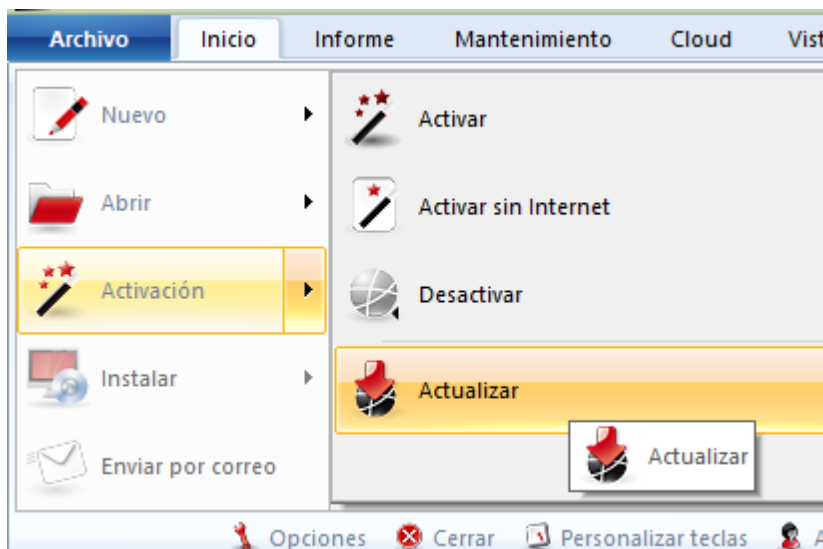 Archivo Inicio Informe Mantenimiento Cloud
Nuevo
Abrir
Activación
Instalar
Enviar por correo
Activar
Activar sin Internet
Desactivar
Actualizar
Actualizar
Opciones Cerrar Personalizar teclas